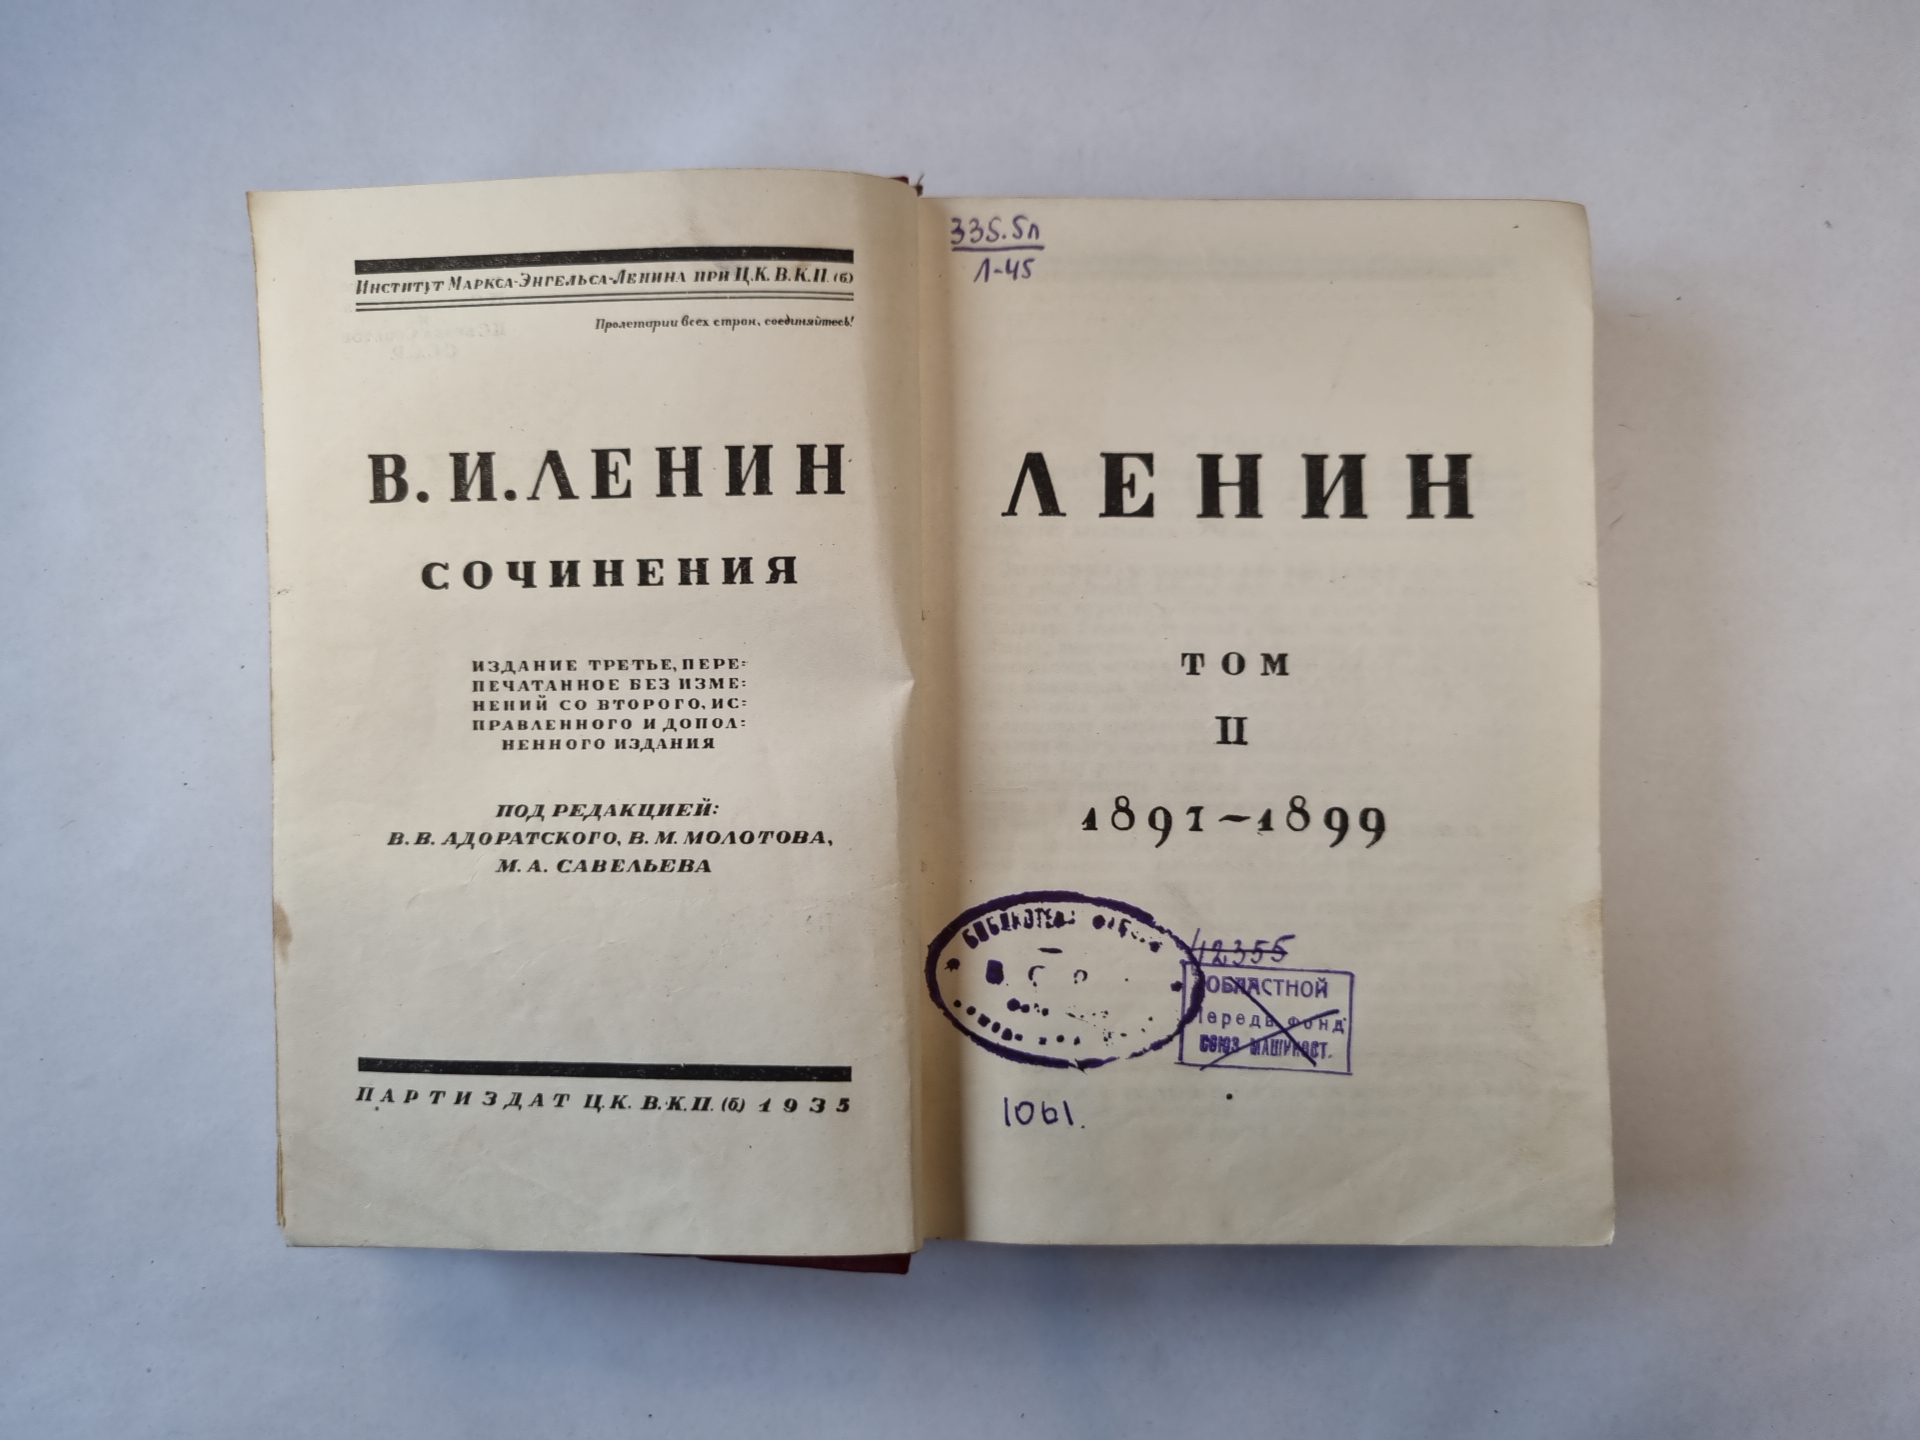 Институт Маркса-Энгельса-Ленина при Ц.К.В.К.П.(б)
Пролетарии всех стран, соединяйтесь!
В. И. ЛЕНИН
СОЧИНЕНИЯ
ИЗДАНИЕ ТРЕТЬЕ, ПЕРЕ=
ПЕЧАТАННОЕ БЕЗ ИЗМЕ=
НЕНИЙ СО ВТОРОГО, ИС=
ПРАВЛЕННОГО И ДОПОЛ=
НЕННОГО ИЗДАНИЯ
ПОД РЕДАКЦИЕЙ:
В. В. АДОРАТСКОГО, В. М. МОЛОТОВА,
М. А. САВЕЛЬЕВА
ПАРТИЗДАТ Ц.К. В.К.П.(б) 1935
335.5л
Л-45
ЛЕНИН
ТОМ
II
1897–1899
БИБЛИОТЕКА
12355
ОБЛАСТНОЙ
Передв фонд
СОЮЗ МАШИНОСТ.
1061.